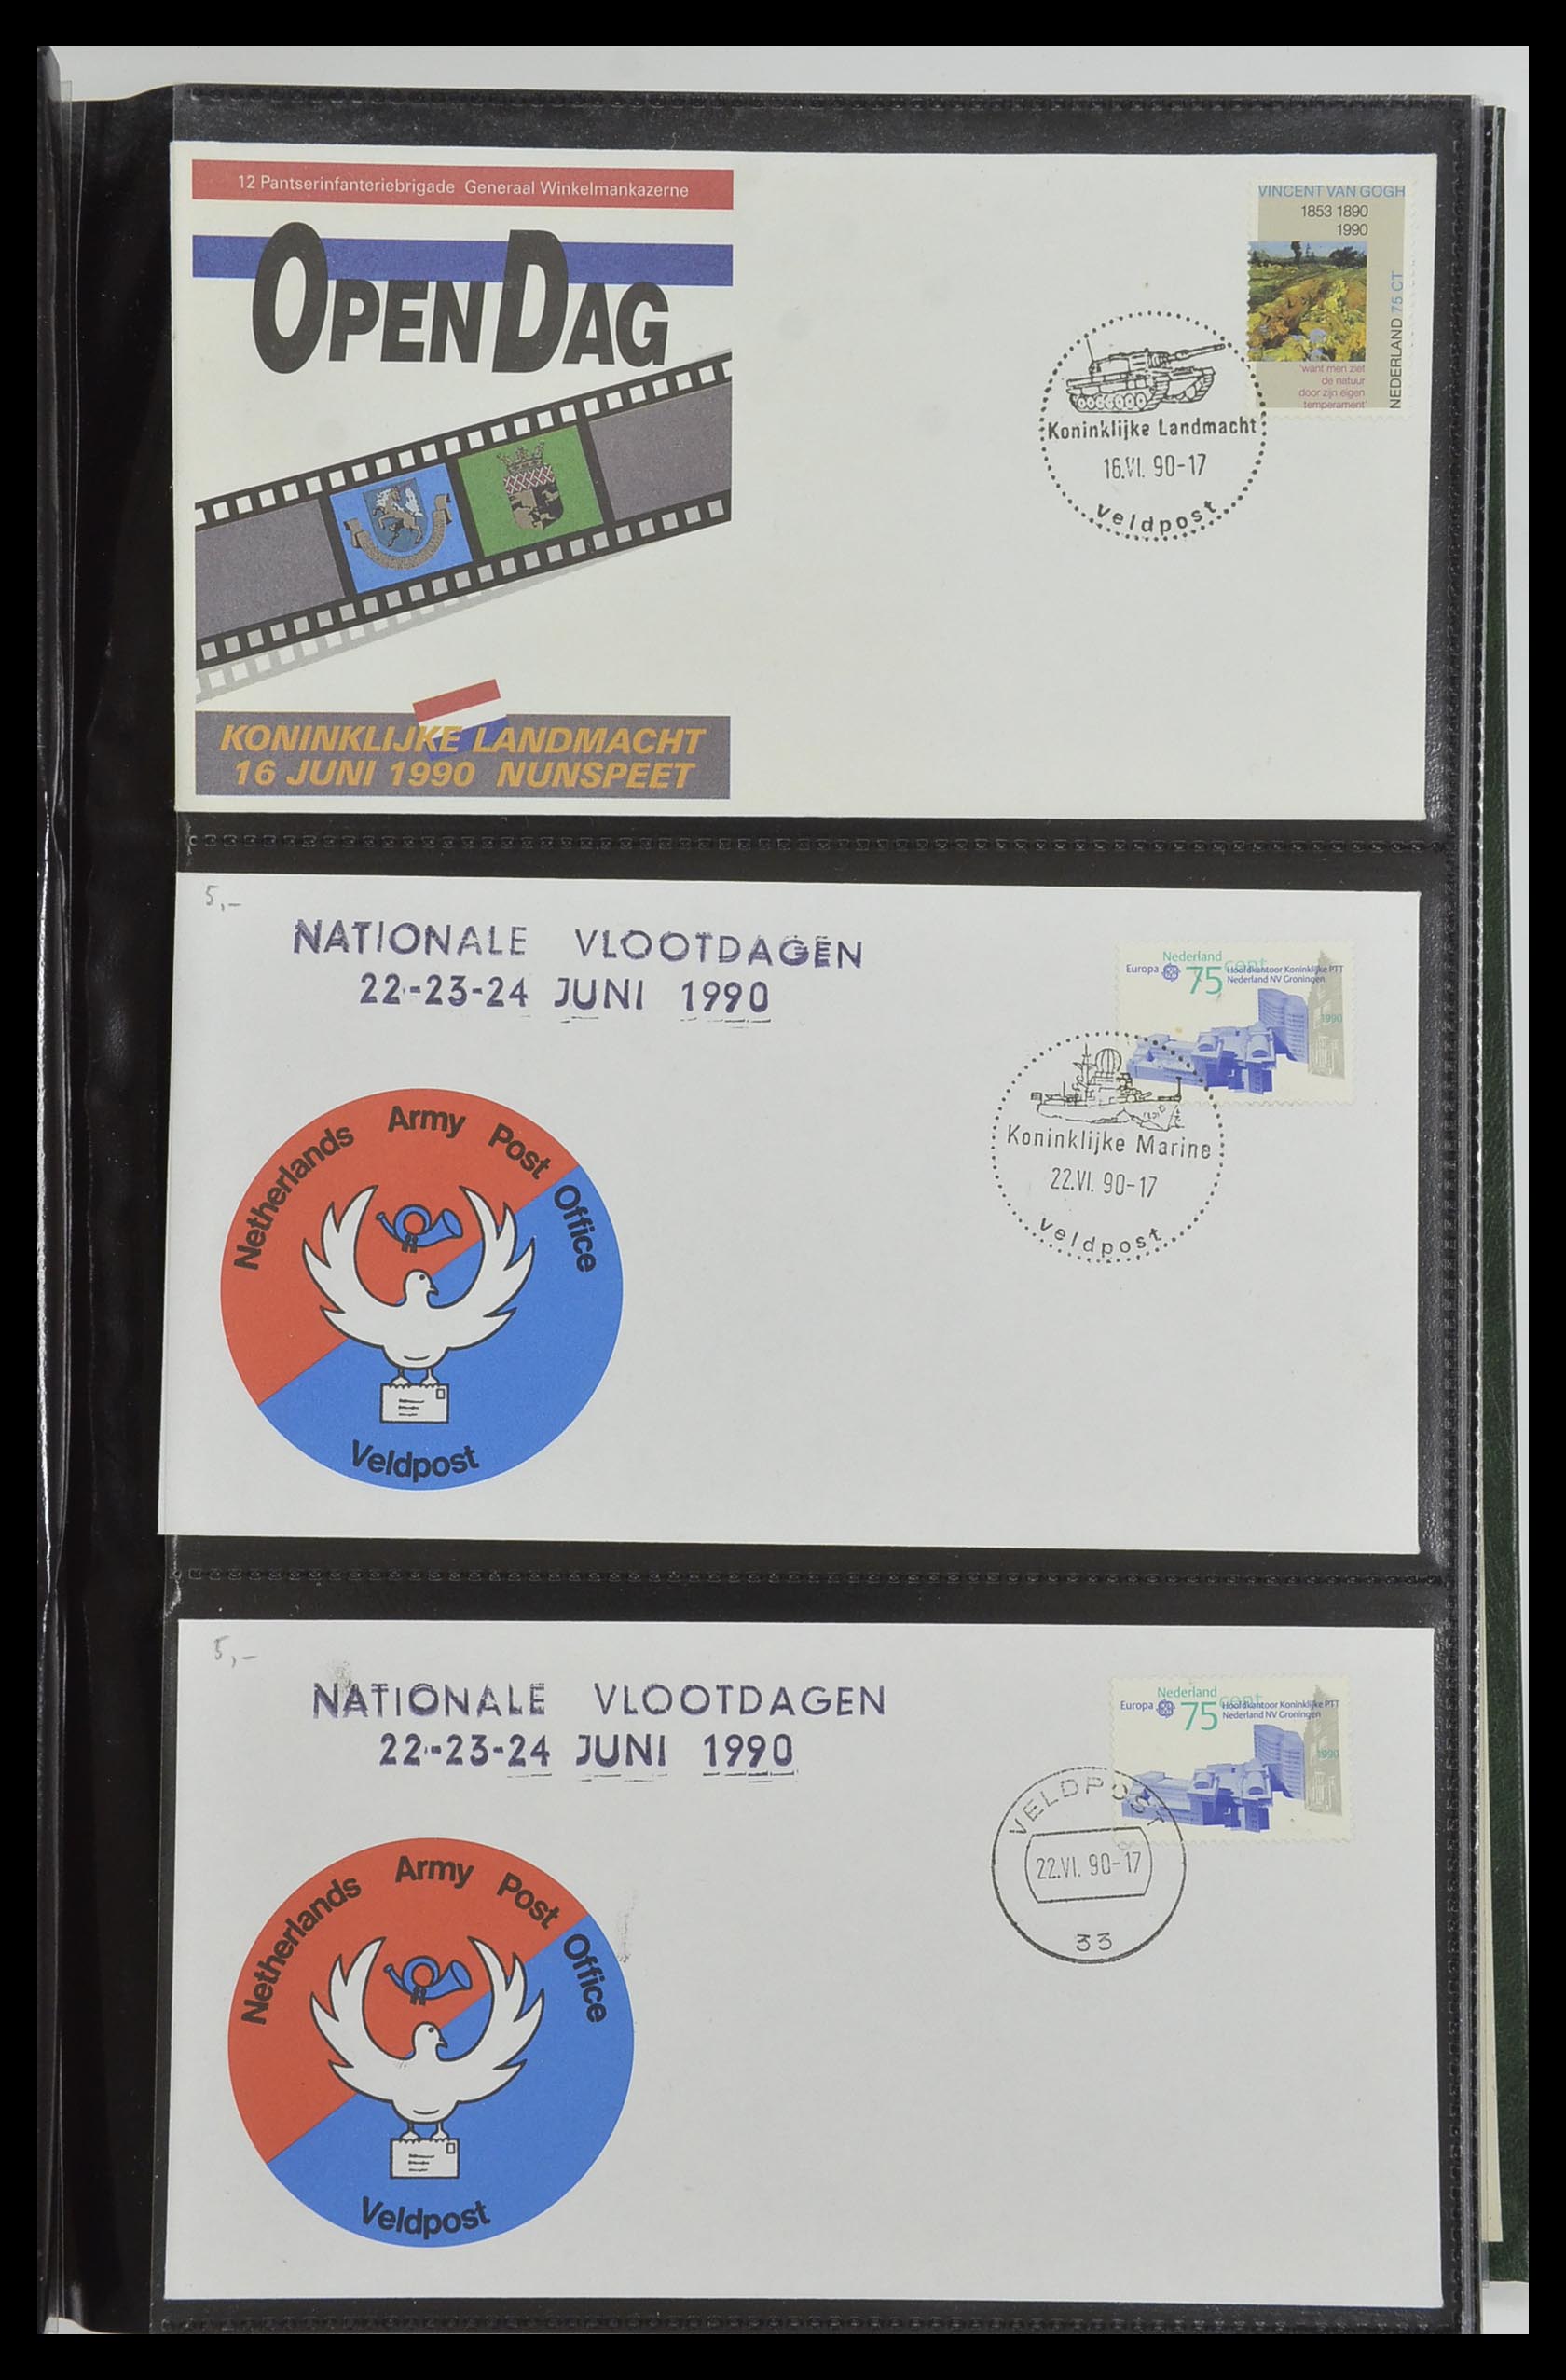 12 Pantserinfanteriebrigade Generaal Winkelmankazerne
OPEN DAG
KONINKLIJKE LANDMACHT
16 JUNI 1990 NUNSPEET
VINCENT VAN GOGH
1853 1890
1990
'want men ziet
de natuur
door zijn eigen
temperament'
NEDERLAND 75 CT
Koninklijke Landmacht
16.VI. 90-17
veldpost
5,-
NATIONALE VLOOTDAGEN
22-23-24 JUNI 1990
Netherlands Army Post Office
Veldpost
Nederland
Europa 75 cent Hoofdkantoor Koninklijke PTT
Nederland NV Groningen
1990
Koninklijke Marine
22.VI. 90-17
veldpost
5,-
NATIONALE VLOOTDAGEN
22-23-24 JUNI 1990
Netherlands Army Post Office
Veldpost
Nederland
Europa 75 cent Hoofdkantoor Koninklijke PTT
Nederland NV Groningen
1990
VELDPOST
22.VI. 90-17
33